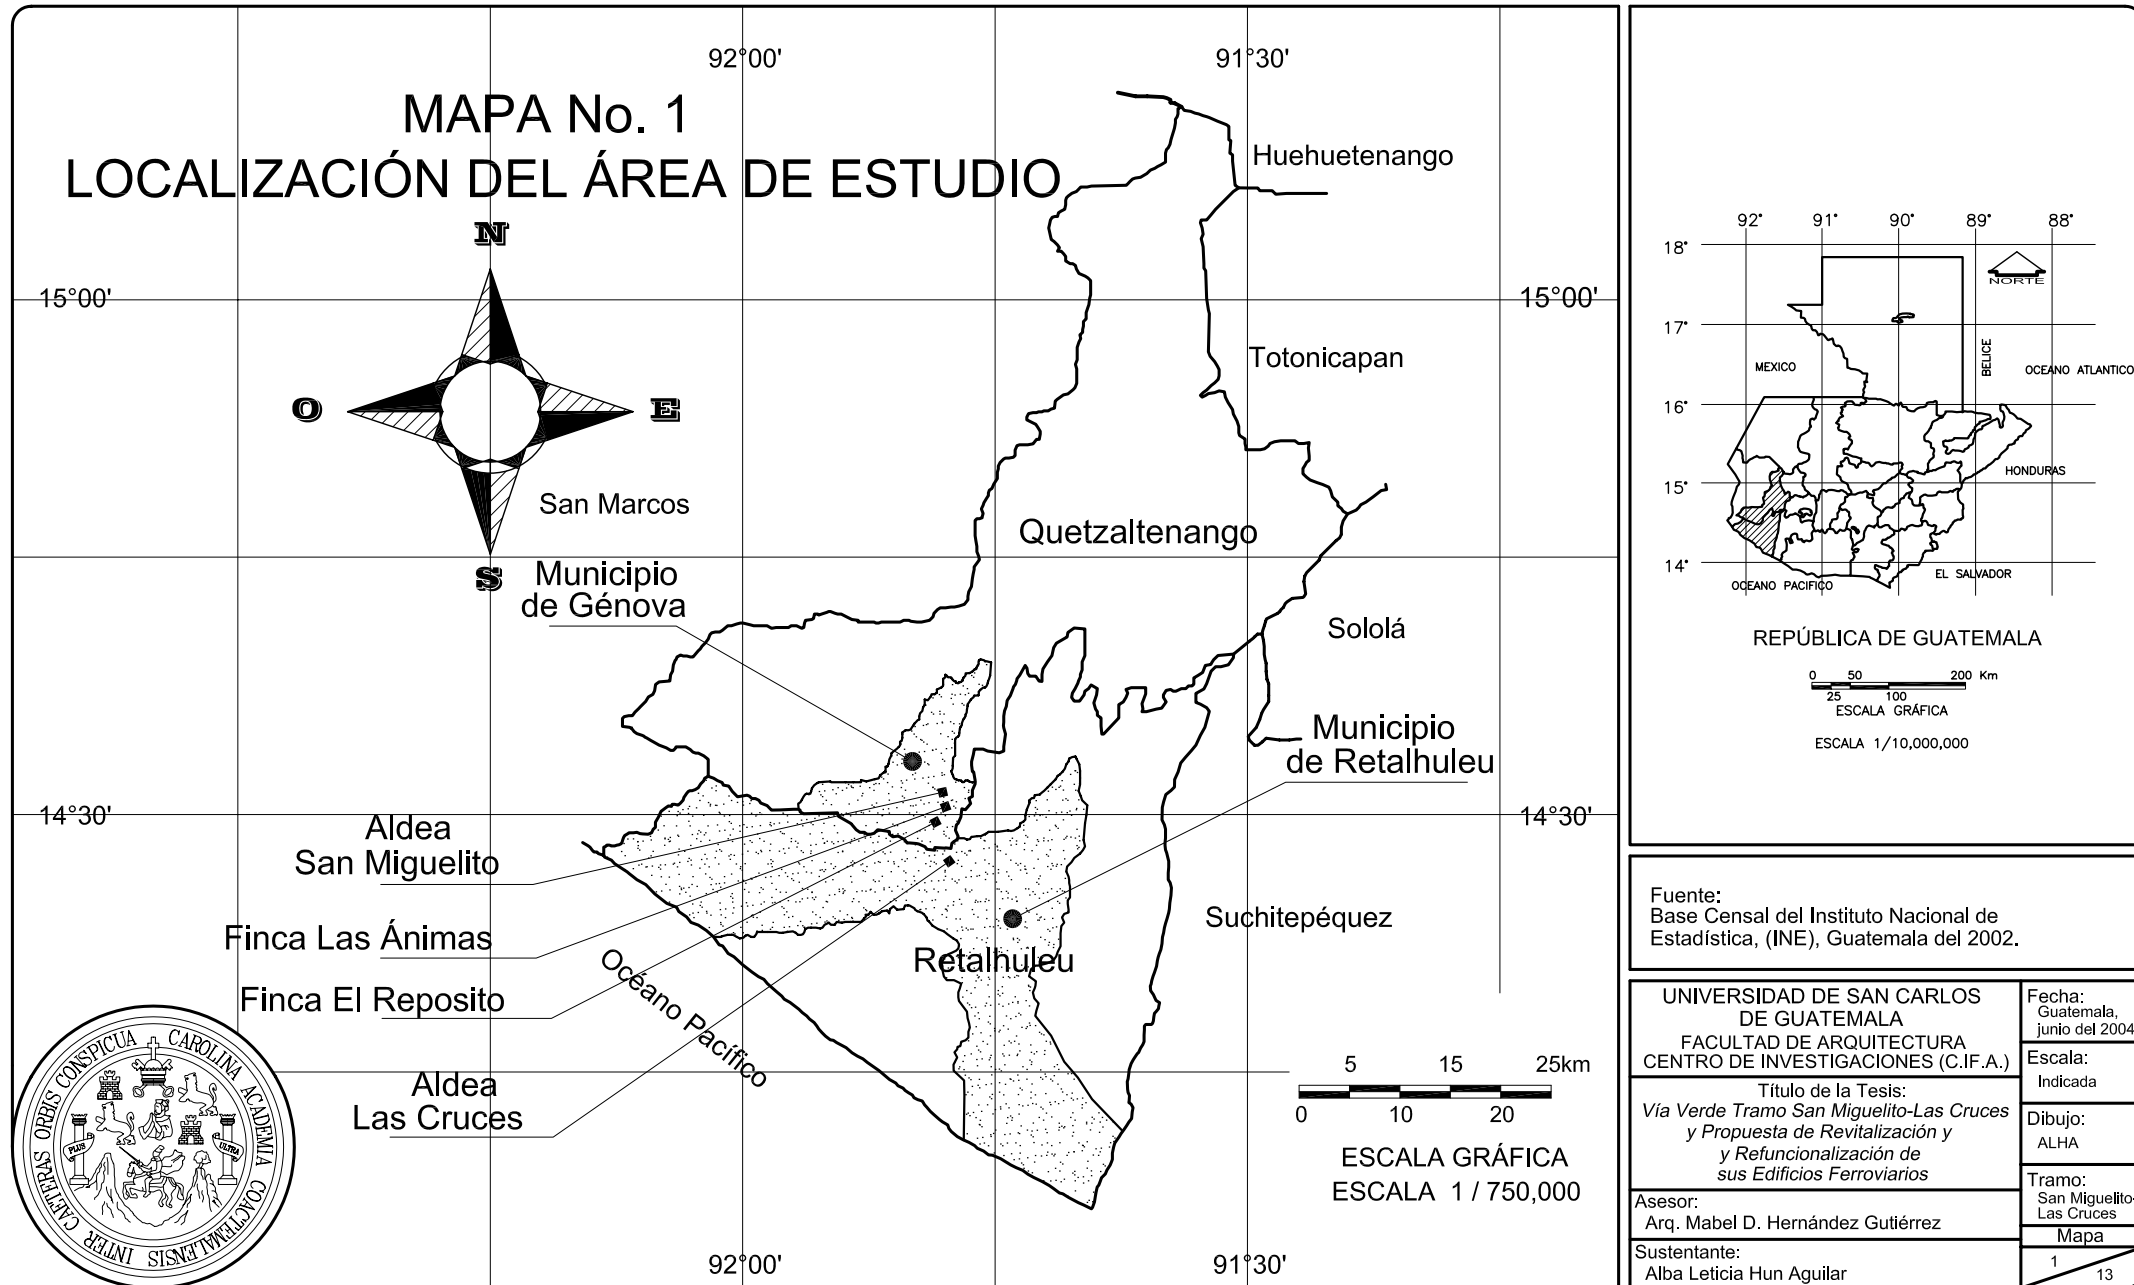 MAPA No. 1
LOCALIZACIÓN DEL ÁREA DE ESTUDIO
92°00'
91°30'
N
O
E
S
15°00'
15°00'
Huehuetenango
Totonicapan
San Marcos
Quetzaltenango
Municipio
de Génova
Sololá
Municipio
de Retalhuleu
14°30'
14°30'
Aldea
San Miguelito
Finca Las Ánimas
Finca El Reposito
Aldea
Las Cruces
Suchitepéquez
Retalhuleu
Océano Pacífico
5 15 25km
0 10 20
ESCALA GRÁFICA
ESCALA 1 / 750,000
92°00'
91°30'
INTER CAETERAS ORBIS CONSPICUA CAROLINA ACADEMIA COACTEMALENSIS
PLUS
ULTRA
92° 91° 90° 89° 88°
18°
17°
16°
15°
14°
NORTE
MEXICO
BELICE
OCEANO ATLANTICO
HONDURAS
EL SALVADOR
OCEANO PACIFICO
REPÚBLICA DE GUATEMALA
0 50 200 Km
25 100
ESCALA GRÁFICA
ESCALA 1/10,000,000
Fuente:
Base Censal del Instituto Nacional de
Estadística, (INE), Guatemala del 2002.
UNIVERSIDAD DE SAN CARLOS
DE GUATEMALA
FACULTAD DE ARQUITECTURA
CENTRO DE INVESTIGACIONES (C.IF.A.)
Título de la Tesis:
Vía Verde Tramo San Miguelito-Las Cruces
y Propuesta de Revitalización y
y Refuncionalización de
sus Edificios Ferroviarios
Asesor:
Arq. Mabel D. Hernández Gutiérrez
Sustentante:
Alba Leticia Hun Aguilar
Fecha:
Guatemala,
junio del 2004
Escala:
Indicada
Dibujo:
ALHA
Tramo:
San Miguelito-
Las Cruces
Mapa
1
13